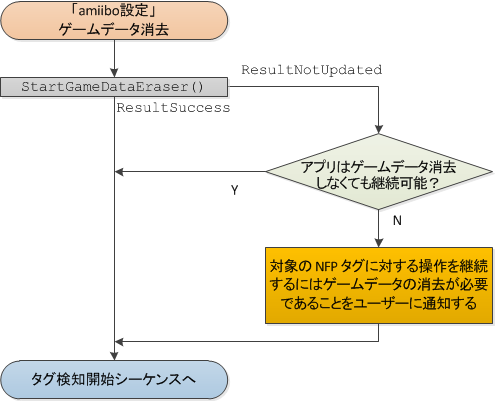 「amiibo設定」
ゲームデータ消去
StartGameDataEraser()
ResultNotUpdated
ResultSuccess
アプリはゲームデータ消去
しなくても継続可能？
Y
N
対象の NFP タグに対する操作を継続
するにはゲームデータの消去が必要
であることをユーザーに通知する
タグ検知開始シーケンスへ